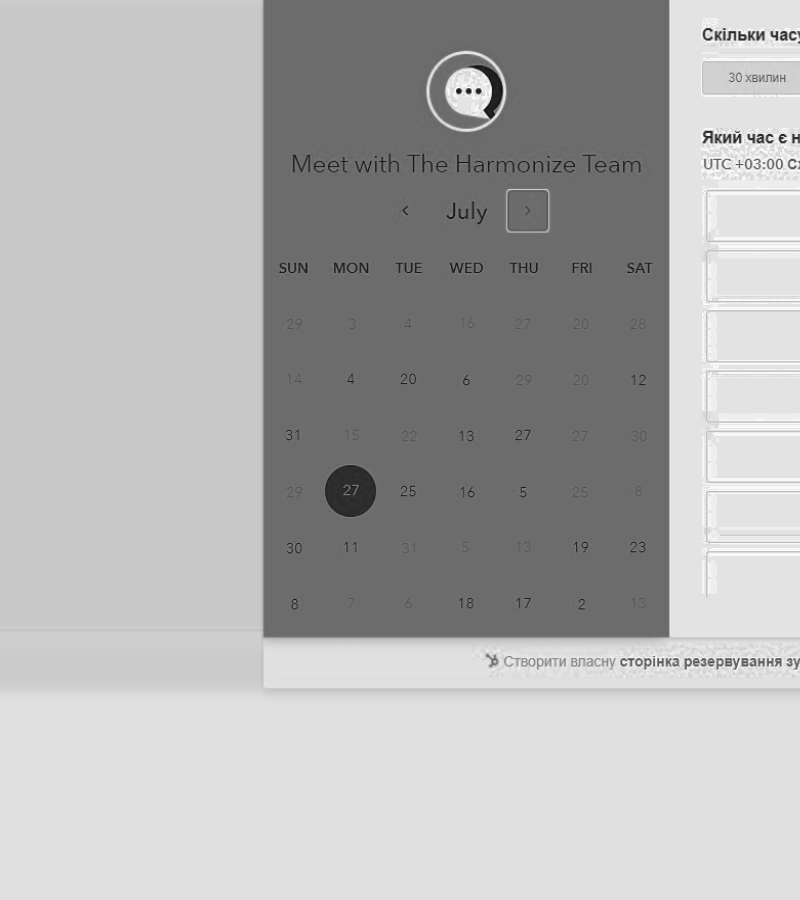 Meet with The Harmonize Team
July
SUN MON TUE WED THU FRI SAT
29 3 4 16 27 20 28
14 4 20 6 29 20 12
31 15 22 13 27 27 30
29 27 25 16 5 25 8
30 11 31 5 13 19 23
8 7 6 18 17 2 13
Скільки часу
30 хвилин
Який час є
UTC +03:00
Створити власну сторінка резервування